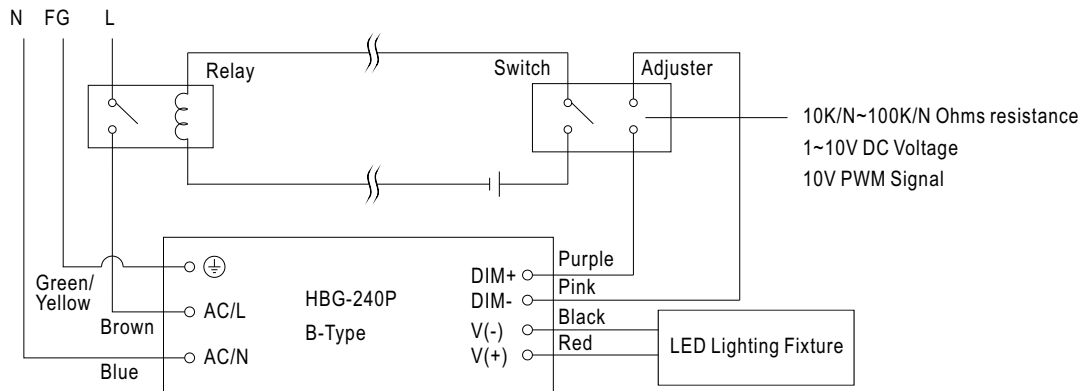 N FG L
Relay
Switch
Adjuster
10K/N~100K/N Ohms resistance
1~10V DC Voltage
10V PWM Signal
Green/
Yellow
Brown
Blue
AC/L
AC/N
HBG-240P
B-Type
DIM+
DIM-
V(-)
V(+)
Purple
Pink
Black
Red
LED Lighting Fixture